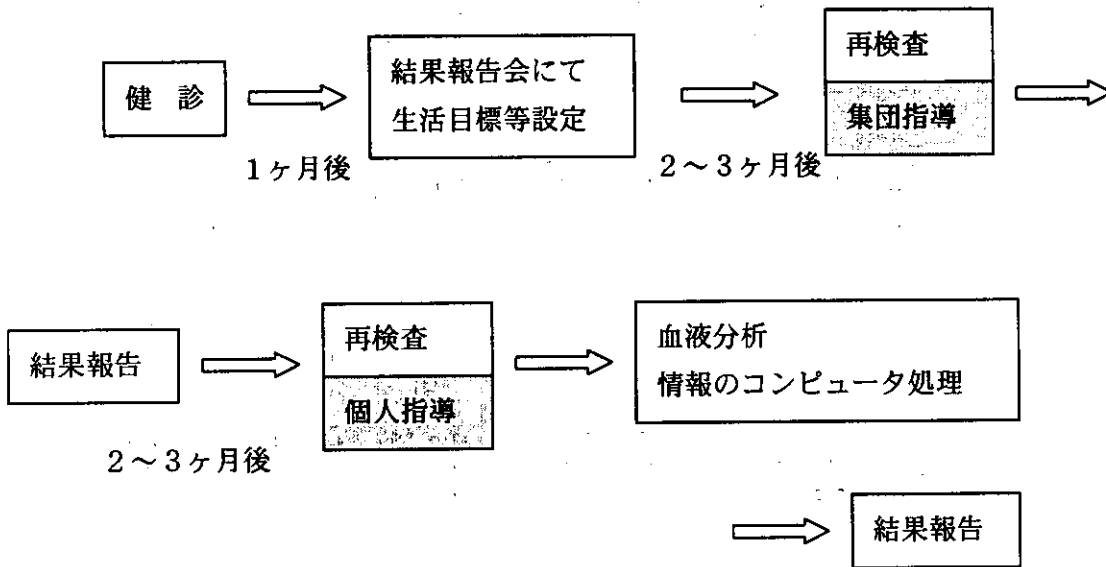 健　診
結果報告会にて
生活目標等設定
再検査
集団指導
1ヶ月後
2～3ヶ月後
結果報告
再検査
個人指導
血液分析
情報のコンピュータ処理
2～3ヶ月後
結果報告